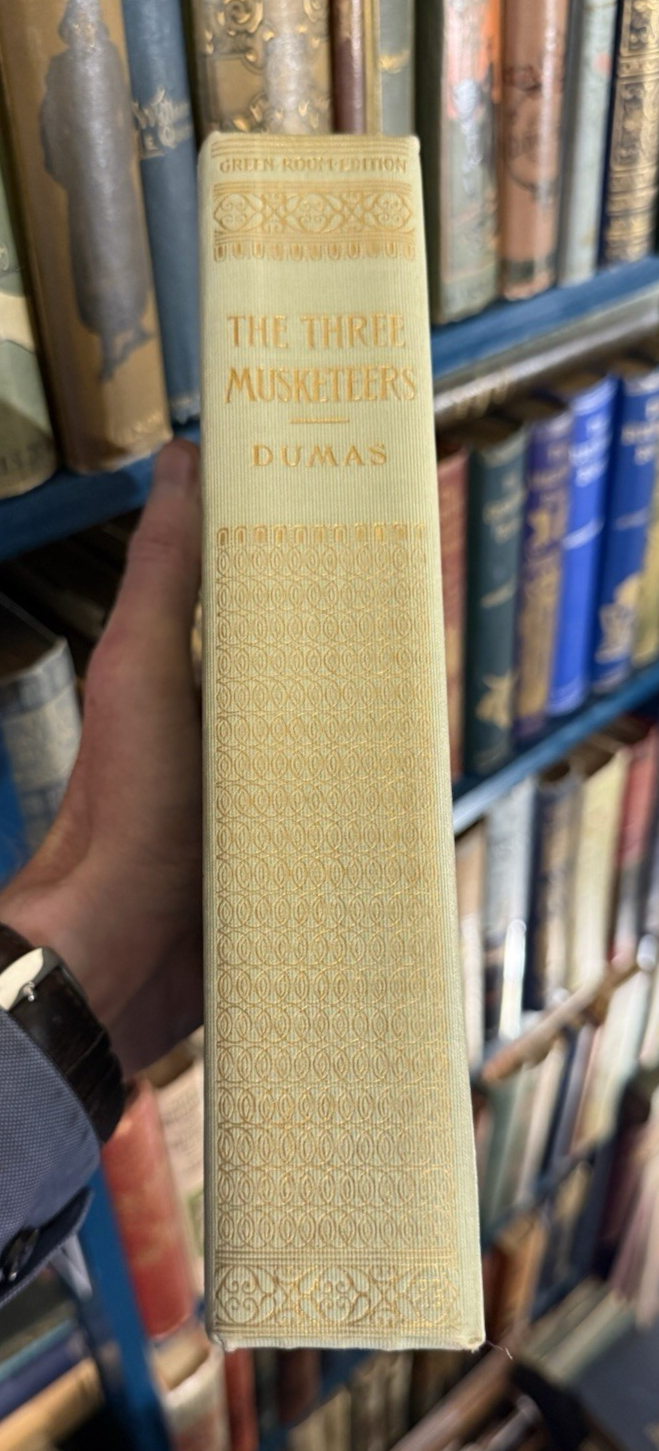 GREEN·ROOM·EDITION
THE THREE
MUSKETEERS
DUMAS